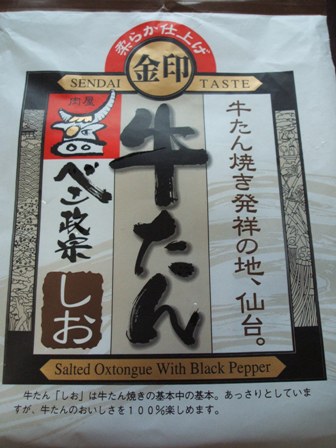 柔らか仕上げ
金印
SENDAI TASTE
牛たん焼き発祥の地、仙台。
牛たん
肉屋
べこ政宗
しお
Salted Oxtongue With Black Pepper
牛たん「しお」は牛たん焼きの基本中の基本。あっさりとしていま
すが、牛たんのおいしさを１００％楽しめます。